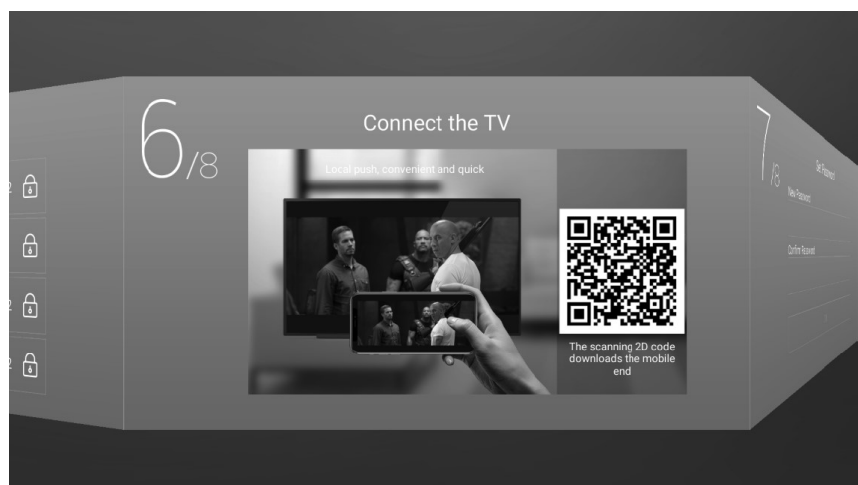 6/8
Connect the TV
Local push, convenient and quick
The scanning 2D code
downloads the mobile
end
7/8
Set Password
New Password
Confirm Password